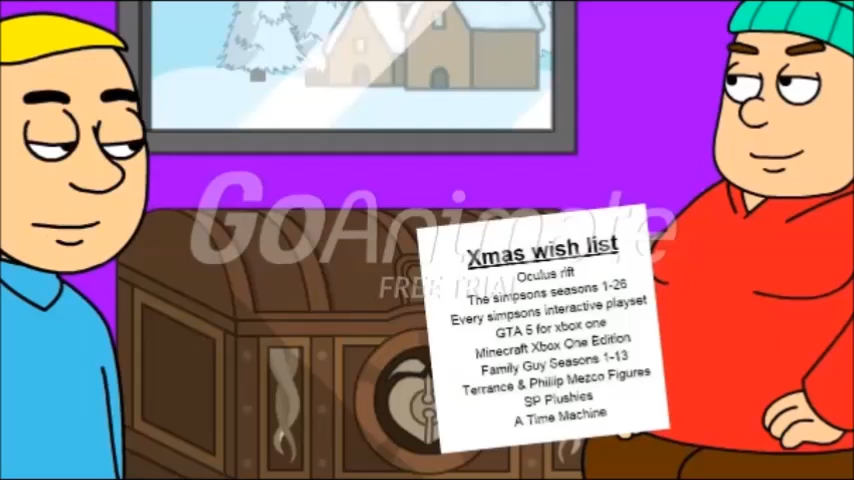 GoAnimate
FREE TRIAL
Xmas wish list
Oculus rift
The simpsons seasons 1-26
Every simpsons interactive playset
GTA 5 for xbox one
Minecraft Xbox One Edition
Family Guy Seasons 1-13
Terrance & Phillip Mezco Figures
SP Plushies
A Time Machine